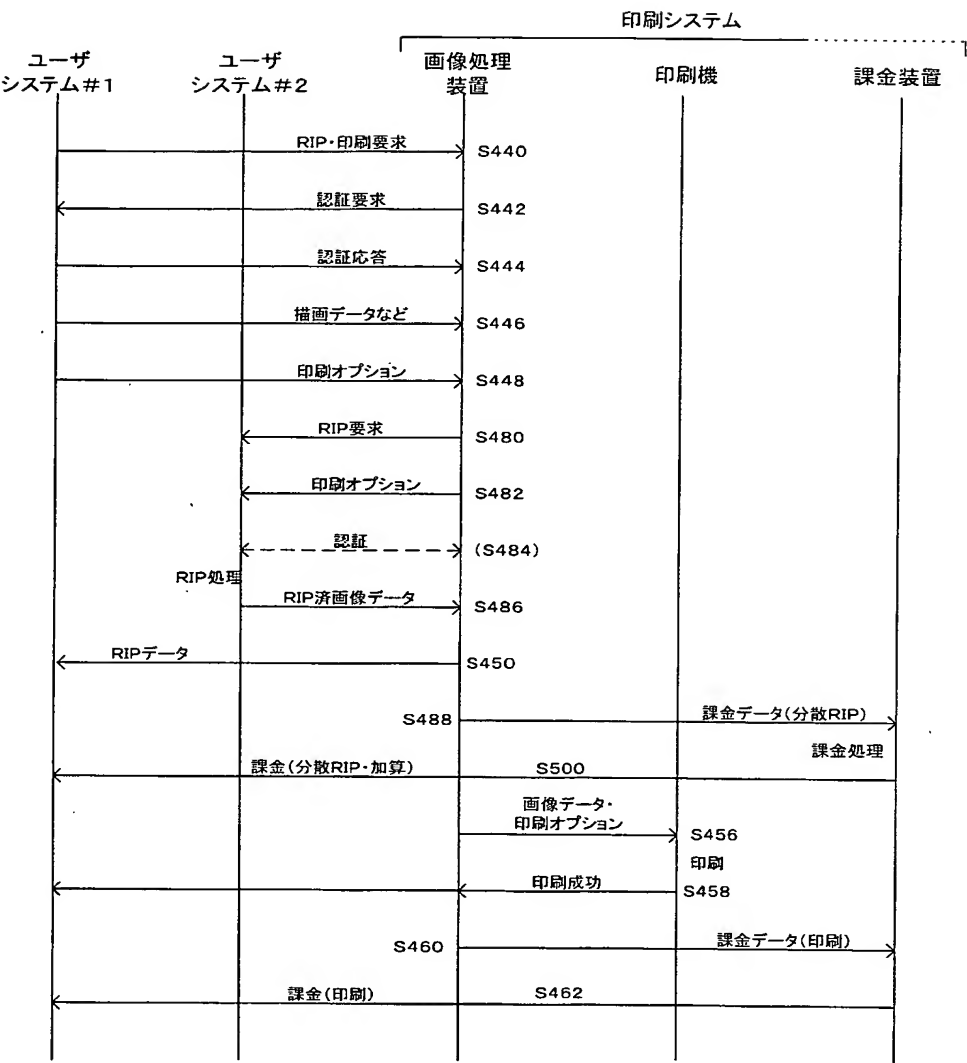 印刷システム
ユーザ
システム#1
ユーザ
システム#2
画像処理
装置
印刷機
課金装置
RIP・印刷要求
S440
認証要求
S442
認証応答
S444
描画データなど
S446
印刷オプション
S448
RIP要求
S480
印刷オプション
S482
認証
(S484)
RIP処理
RIP済画像データ
S486
RIPデータ
S450
S488
課金データ(分散RIP)
課金処理
課金(分散RIP・加算)
S500
画像データ・
印刷オプション
S456
印刷
印刷成功
S458
S460
課金データ(印刷)
課金(印刷)
S462